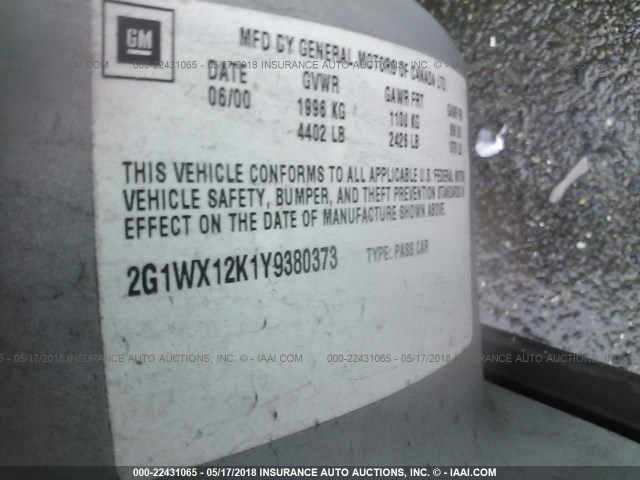 GM
MFD BY GENERAL MOTORS OF CANADA LTD
DATE GVWR GAWR FRT
06/00 1996 KG 1100 KG
4402 LB 2425 LB
THIS VEHICLE CONFORMS TO ALL APPLICABLE U.S. FEDERAL MOTOR
VEHICLE SAFETY, BUMPER, AND THEFT PREVENTION STANDARDS IN
EFFECT ON THE DATE OF MANUFACTURE SHOWN ABOVE.
2G1WX12K1Y9380373 TYPE: PASS CAR
000-22431065 - 05/17/2018 INSURANCE AUTO AUCTIONS, INC. - IAAI.COM